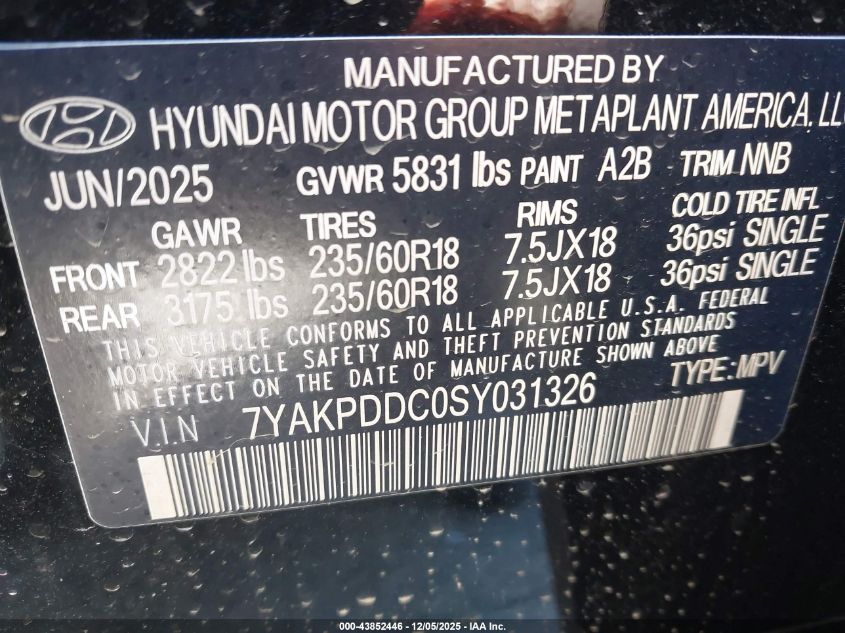 MANUFACTURED BY
HYUNDAI MOTOR GROUP METAPLANT AMERICA, LL
JUN/2025 GVWR 5831 lbs PAINT A2B TRIM NNB
GAWR TIRES RIMS COLD TIRE INFL
FRONT 2822 lbs 235/60R18 7.5JX18 36psi SINGLE
REAR 3175 lbs 235/60R18 7.5JX18 36psi SINGLE
THIS VEHICLE CONFORMS TO ALL APPLICABLE U.S.A. FEDERAL
MOTOR VEHICLE SAFETY AND THEFT PREVENTION STANDARDS
IN EFFECT ON THE DATE OF MANUFACTURE SHOWN ABOVE
V.I.N 7YAKPDDC0SY031326 TYPE: MPV
000-43852446 - 12/05/2025 - IAA Inc.